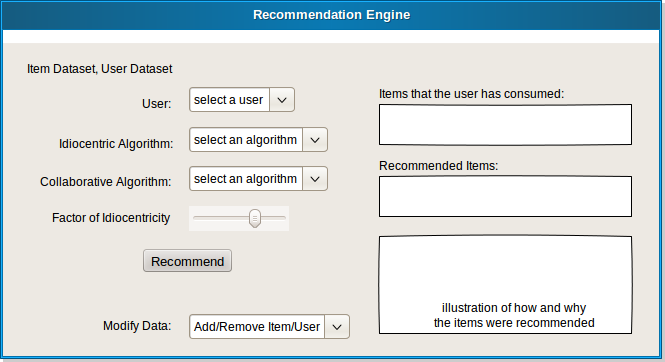 Recommendation Engine
Item Dataset, User Dataset
User:
select a user
Idiocentric Algorithm:
select an algorithm
Collaborative Algorithm:
select an algorithm
Factor of Idiocentricity
Recommend
Modify Data:
Add/Remove Item/User
Items that the user has consumed:
Recommended Items:
illustration of how and why
the items were recommended